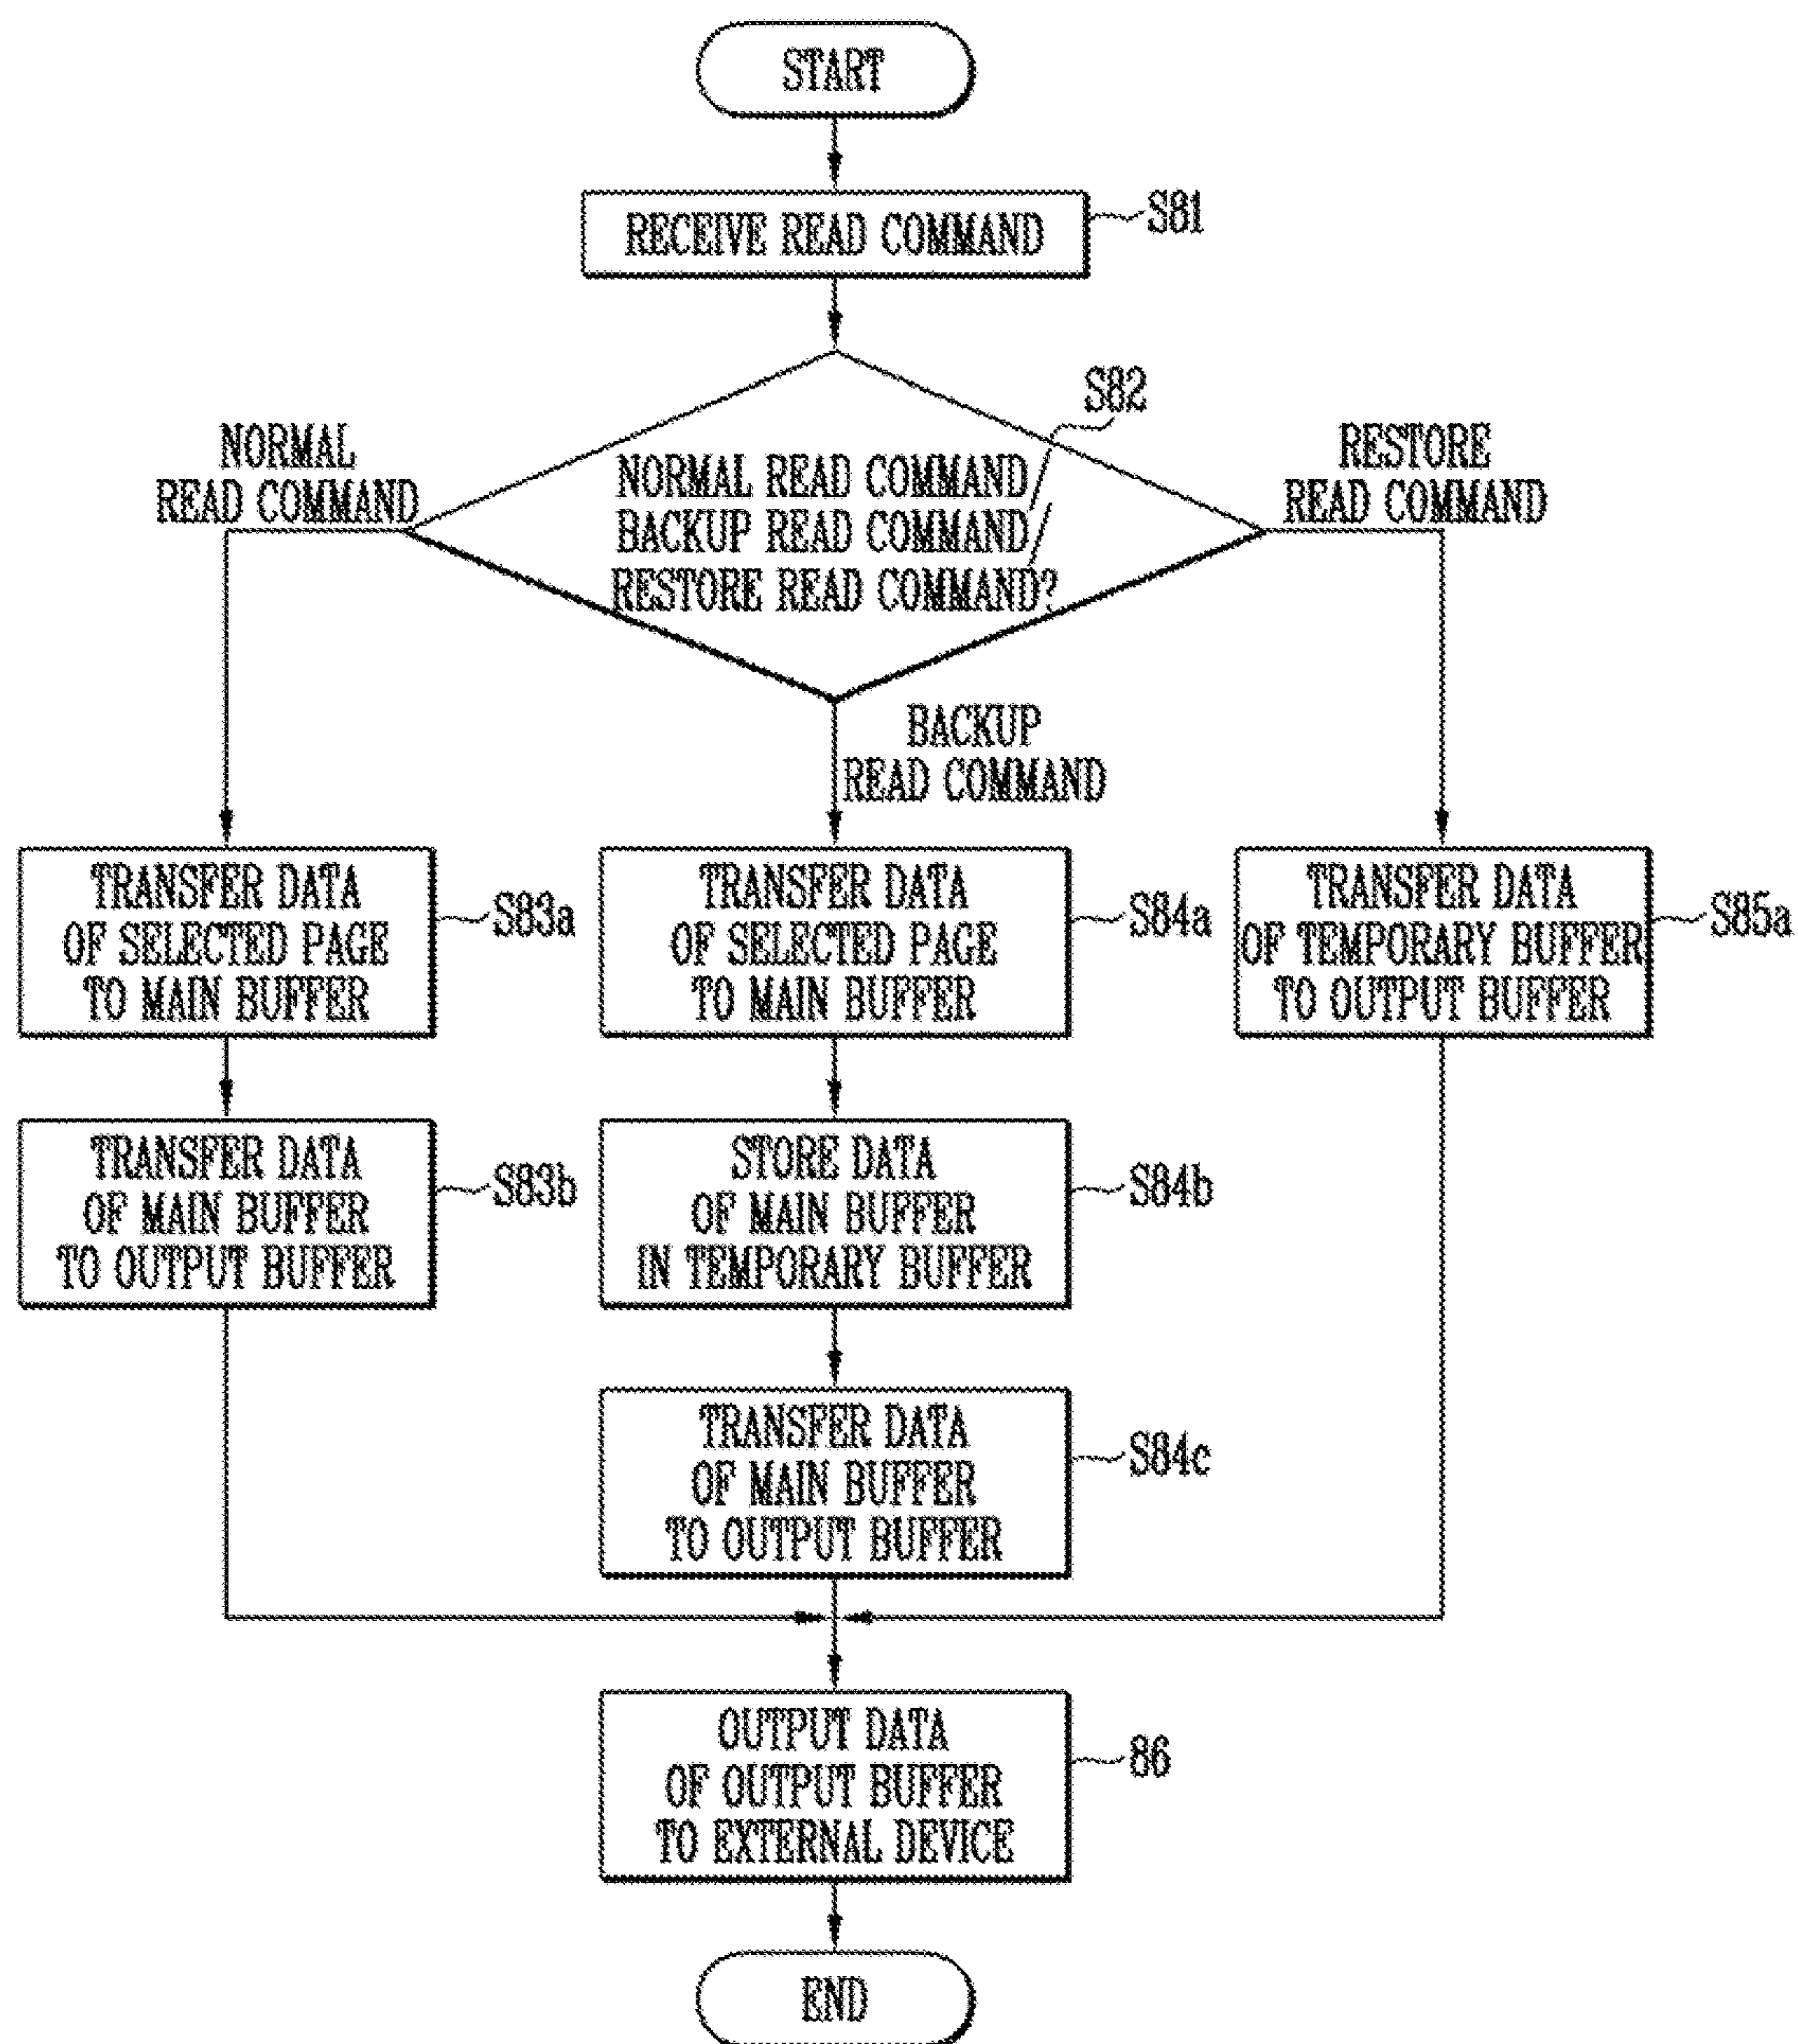 START
RECEIVE READ COMMAND
S81
S82
NORMAL
READ COMMAND
NORMAL READ COMMAND/
BACKUP READ COMMAND/
RESTORE READ COMMAND?
RESTORE
READ COMMAND
BACKUP
READ COMMAND
TRANSFER DATA
OF SELECTED PAGE
TO MAIN BUFFER
S83a
TRANSFER DATA
OF SELECTED PAGE
TO MAIN BUFFER
S84a
TRANSFER DATA
OF TEMPORARY BUFFER
TO OUTPUT BUFFER
S85a
TRANSFER DATA
OF MAIN BUFFER
TO OUTPUT BUFFER
S83b
STORE DATA
OF MAIN BUFFER
IN TEMPORARY BUFFER
S84b
TRANSFER DATA
OF MAIN BUFFER
TO OUTPUT BUFFER
S84c
OUTPUT DATA
OF OUTPUT BUFFER
TO EXTERNAL DEVICE
86
END